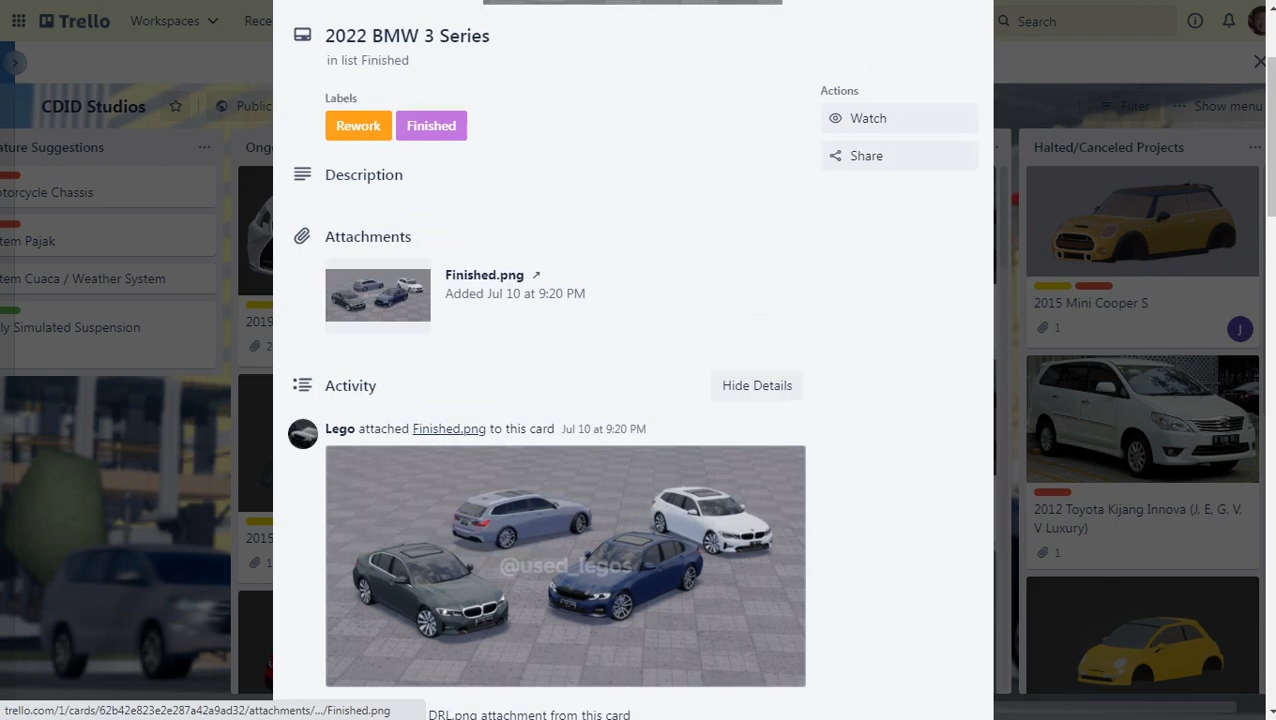 Trello
Workspaces
Rece
Search
CDID Studios
Public
Filter
Show menu
ature Suggestions
otorcycle Chassis
tem Pajak
tem Cuaca / Weather System
ly Simulated Suspension
Ong
2019
2
2015
1
2022 BMW 3 Series
in list Finished
Labels
Rework
Finished
Description
Attachments
Finished.png ↗
Added Jul 10 at 9:20 PM
Activity
Hide Details
Lego attached Finished.png to this card Jul 10 at 9:20 PM
@used_legos
DRL.png attachment from this card
Actions
Watch
Share
Halted/Canceled Projects
2015 Mini Cooper S
1
J
2012 Toyota Kijang Innova (J, E, G, V,
V Luxury)
1
trello.com/1/cards/62b42e823e2e287a42a9ad32/attachments/.../Finished.png